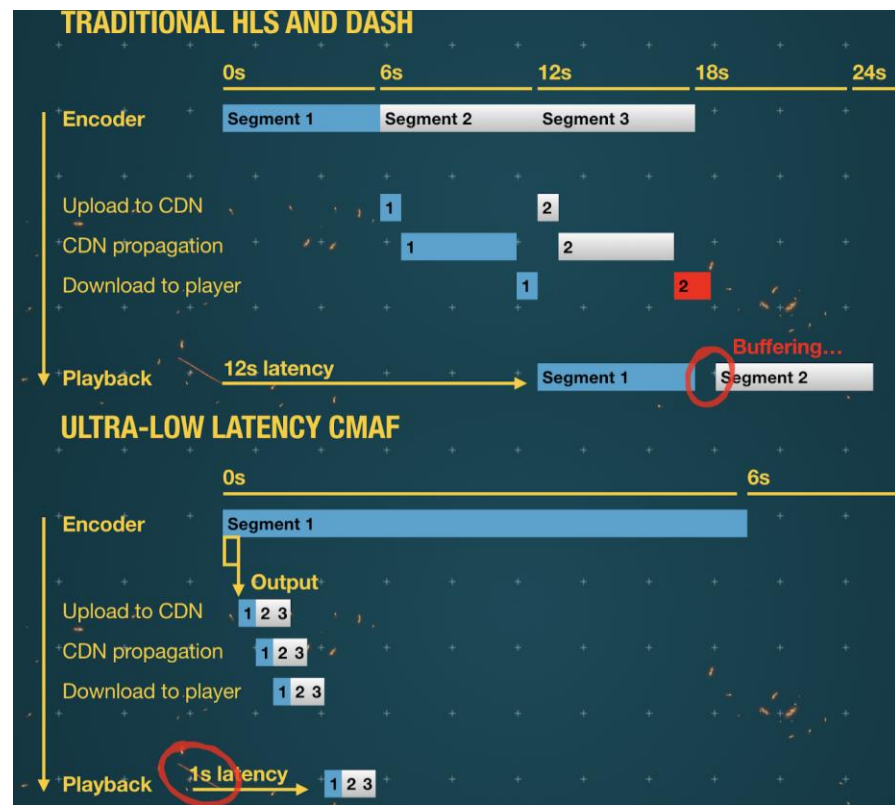 TRADITIONAL HLS AND DASH
0s 6s 12s 18s 24s
Encoder Segment 1 Segment 2 Segment 3
Upload to CDN 1 2
CDN propagation 1 2
Download to player 1 2
Buffering...
12s latency
Playback Segment 1 Segment 2
ULTRA-LOW LATENCY CMAF
0s 6s
Encoder Segment 1
Output
Upload to CDN 1 2 3
CDN propagation 1 2 3
Download to player 1 2 3
1s latency
Playback 1 2 3